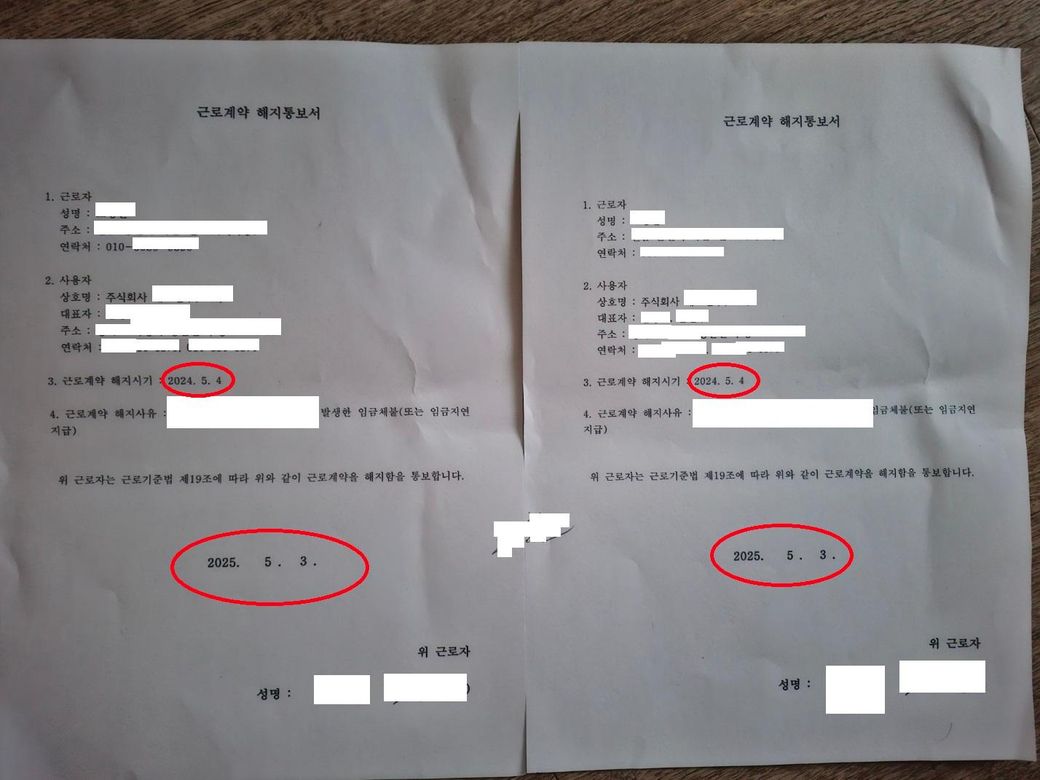 근로계약 해지통보서
1. 근로자
성명 :
주소 :
연락처 : 010-
2. 사용자
상호명 : 주식회사
대표자 :
주소 :
연락처 :
3. 근로계약 해지시기 : 2024. 5. 4
4. 근로계약 해지사유 : 발생한 임금체불(또는 임금지연
지급)
위 근로자는 근로기준법 제19조에 따라 위와 같이 근로계약을 해지함을 통보합니다.
2025. 5. 3.
위 근로자
성명 :
근로계약 해지통보서
1. 근로자
성명 :
주소 :
연락처 :
2. 사용자
상호명 : 주식회사
대표자 :
주소 :
연락처 :
3. 근로계약 해지시기 : 2024. 5. 4
4. 근로계약 해지사유 : 임금체불(또는 임금지연
지급)
위 근로자는 근로기준법 제19조에 따라 위와 같이 근로계약을 해지함을 통보합니다.
2025. 5. 3.
위 근로자
성명 :